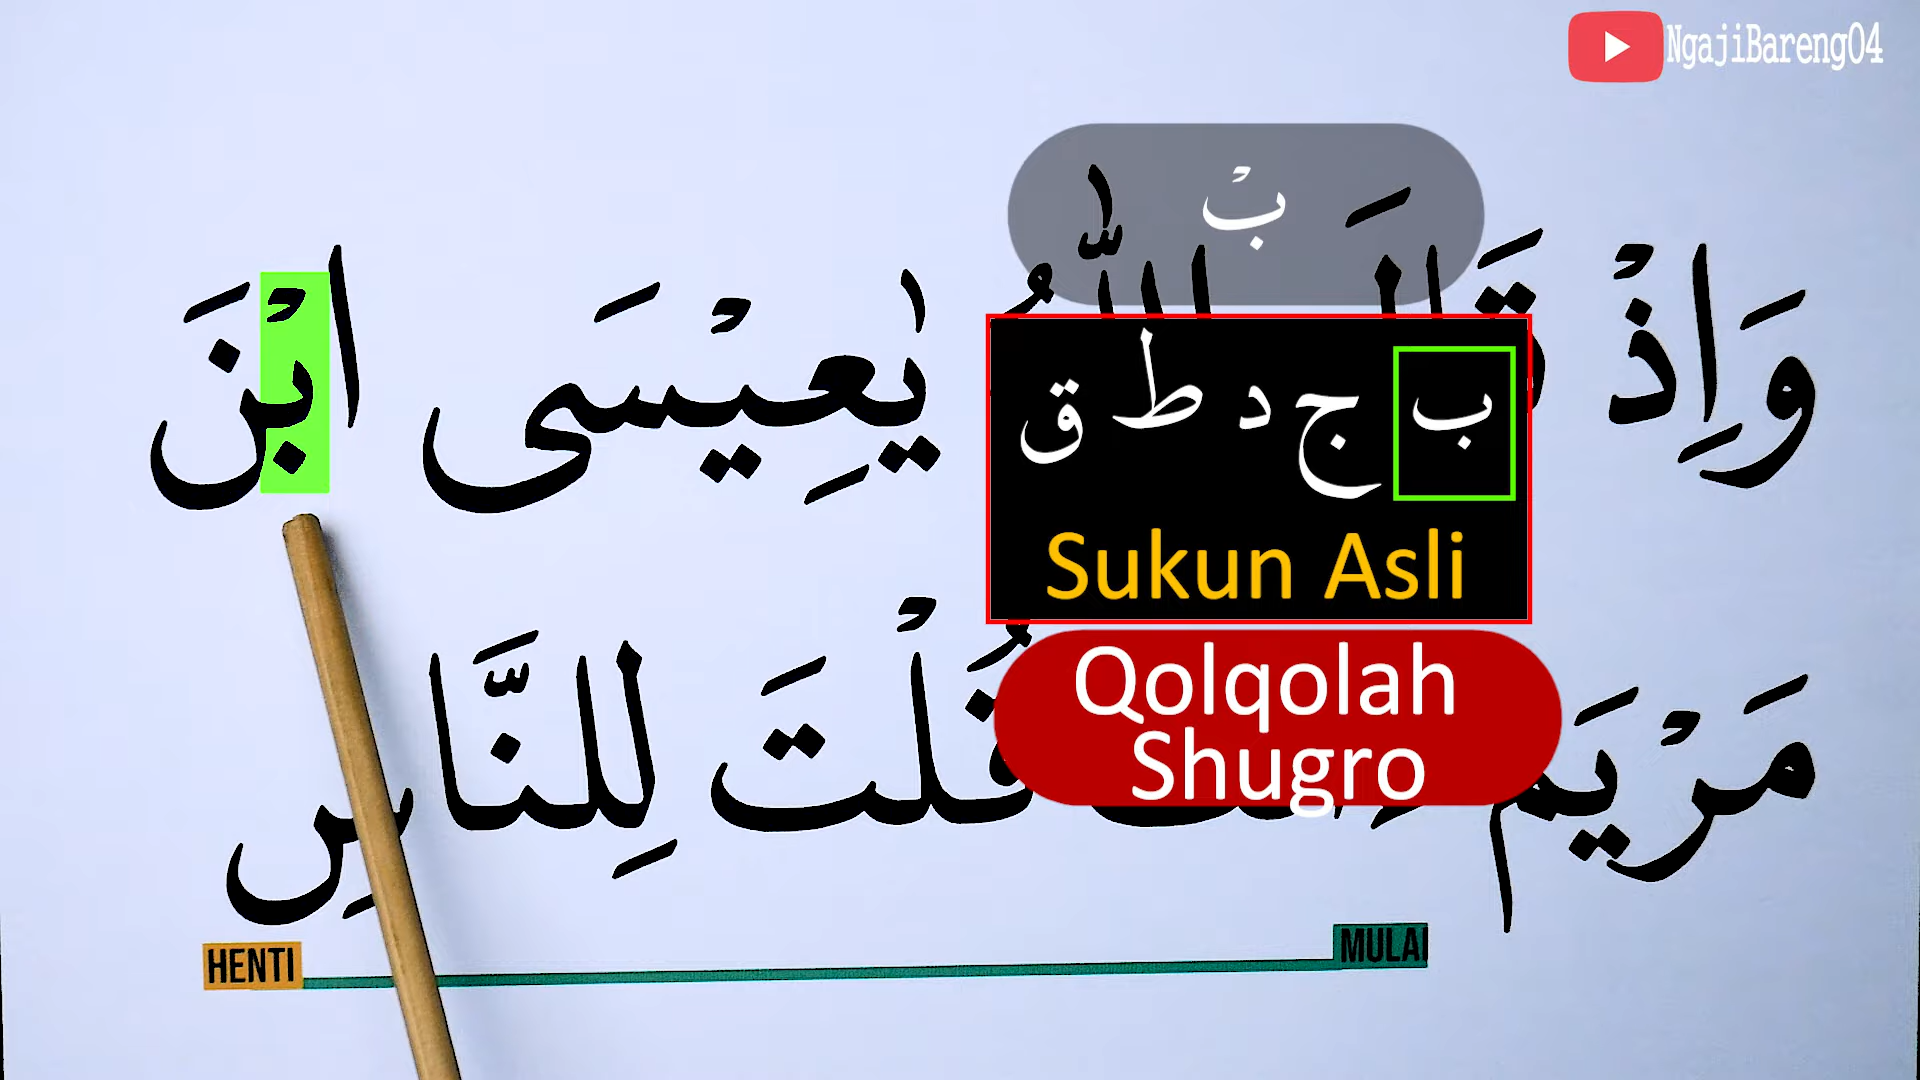 NgajiBareng04
بْ
وَاِذْ قَالَ اللّٰهُ يٰعِيْسَى ابْنَ
ب ج د ط ق
Sukun Asli
Qolqolah
Shugro
مَرْيَمَ قُلْتَ لِلنَّاسِ
MULAI
HENTI